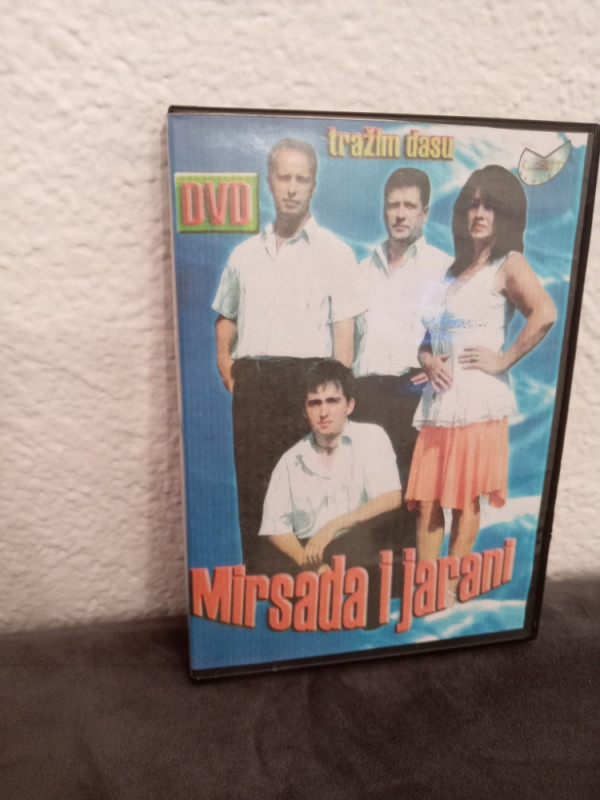 tražim dasu
DVD
Mirsada i jarani